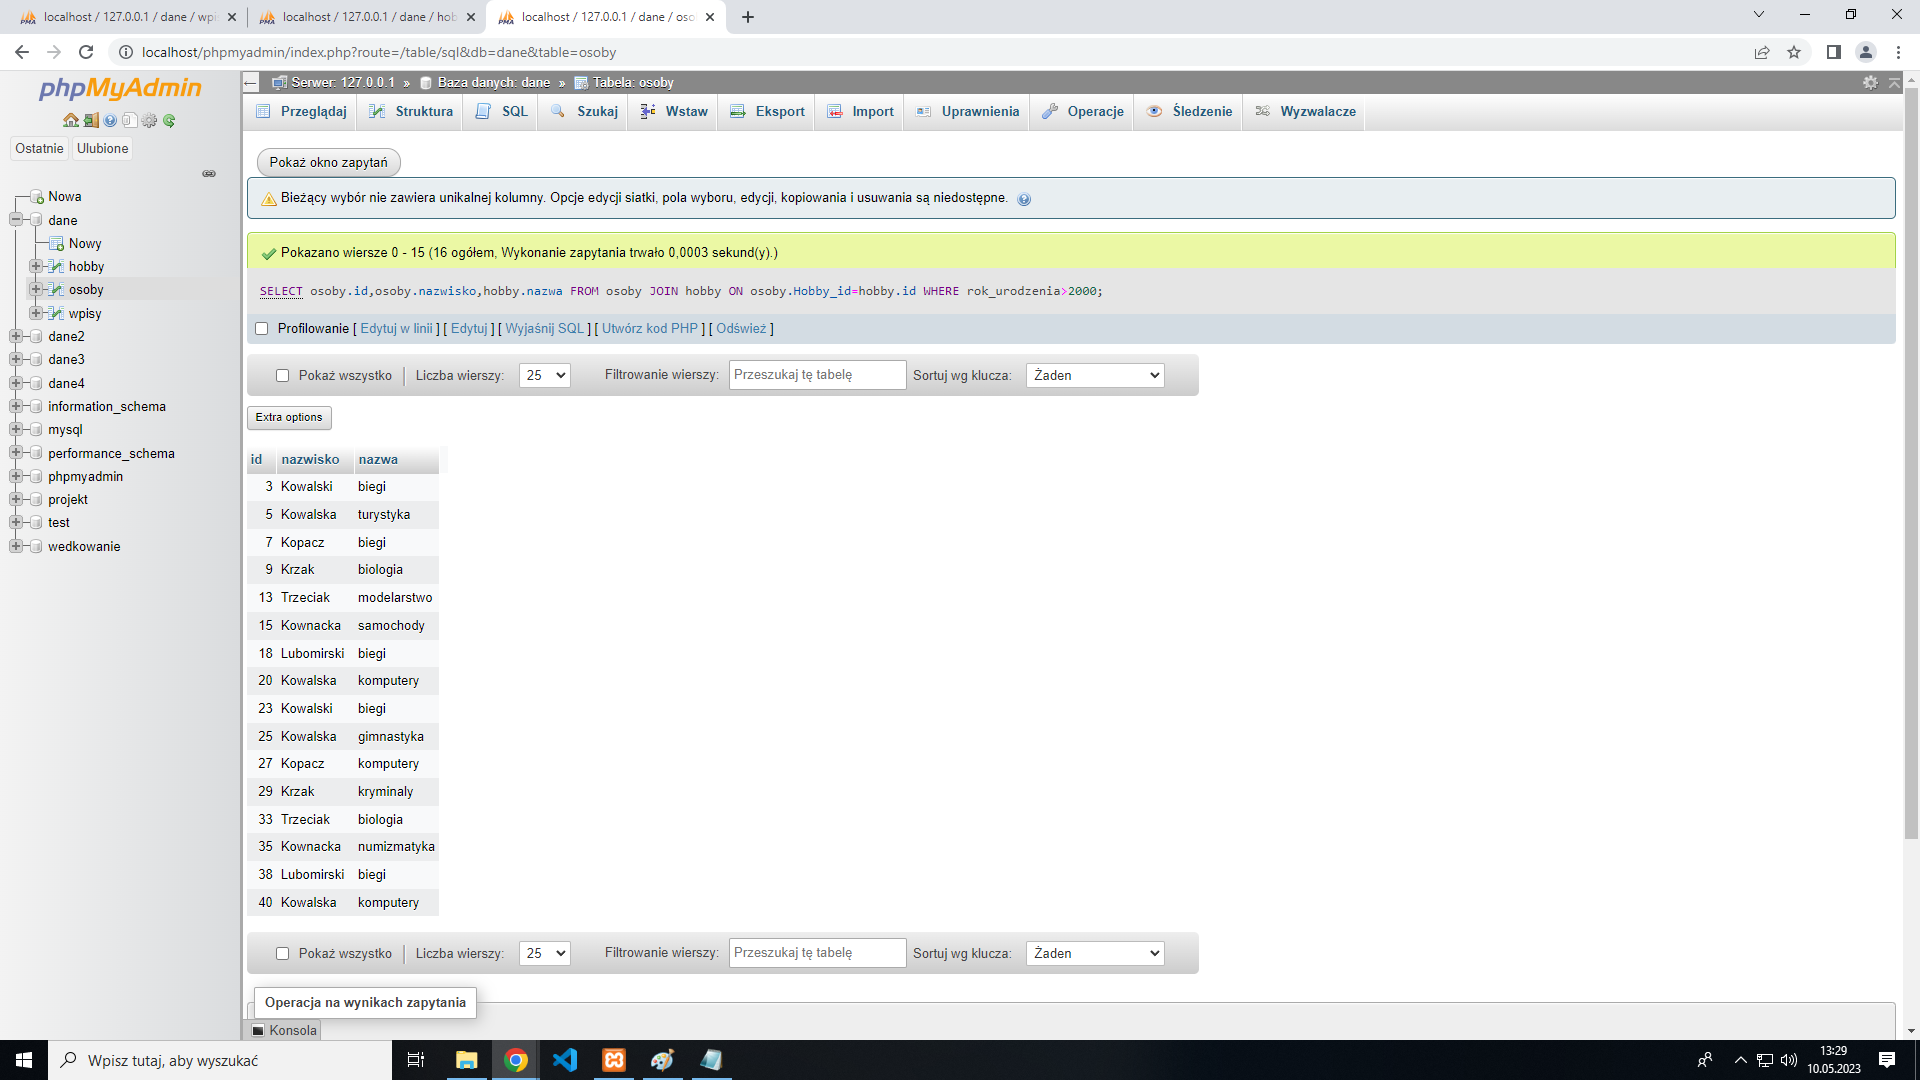 localhost / 127.0.0.1 / dane / wpi
localhost / 127.0.0.1 / dane / hob
localhost / 127.0.0.1 / dane / oso
localhost/phpmyadmin/index.php?route=/table/sql&db=dane&table=osoby
phpMyAdmin
Ostatnie
Ulubione
Nowa
dane
Nowy
hobby
osoby
wpisy
dane2
dane3
dane4
information_schema
mysql
performance_schema
phpmyadmin
projekt
test
wedkowanie
Serwer: 127.0.0.1 » Baza danych: dane » Tabela: osoby
Przeglądaj Struktura SQL Szukaj Wstaw Eksport Import Uprawnienia Operacje Śledzenie Wyzwalacze
Pokaż okno zapytań
Bieżący wybór nie zawiera unikalnej kolumny. Opcje edycji siatki, pola wyboru, edycji, kopiowania i usuwania są niedostępne.
Pokazano wiersze 0 - 15 (16 ogółem, Wykonanie zapytania trwało 0,0003 sekund(y).)
SELECT osoby.id,osoby.nazwisko,hobby.nazwa FROM osoby JOIN hobby ON osoby.Hobby_id=hobby.id WHERE rok_urodzenia>2000;
Profilowanie [ Edytuj w linii ] [ Edytuj ] [ Wyjaśnij SQL ] [ Utwórz kod PHP ] [ Odśwież ]
Pokaż wszystko | Liczba wierszy: 25 Filtrowanie wierszy: Przeszukaj tę tabelę Sortuj wg klucza: Żaden
Extra options
id nazwisko nazwa
3 Kowalski biegi
5 Kowalska turystyka
7 Kopacz biegi
9 Krzak biologia
13 Trzeciak modelarstwo
15 Kownacka samochody
18 Lubomirski biegi
20 Kowalska komputery
23 Kowalski biegi
25 Kowalska gimnastyka
27 Kopacz komputery
29 Krzak kryminaly
33 Trzeciak biologia
35 Kownacka numizmatyka
38 Lubomirski biegi
40 Kowalska komputery
Pokaż wszystko | Liczba wierszy: 25 Filtrowanie wierszy: Przeszukaj tę tabelę Sortuj wg klucza: Żaden
Operacja na wynikach zapytania
Konsola
Wpisz tutaj, aby wyszukać
13:29
10.05.2023